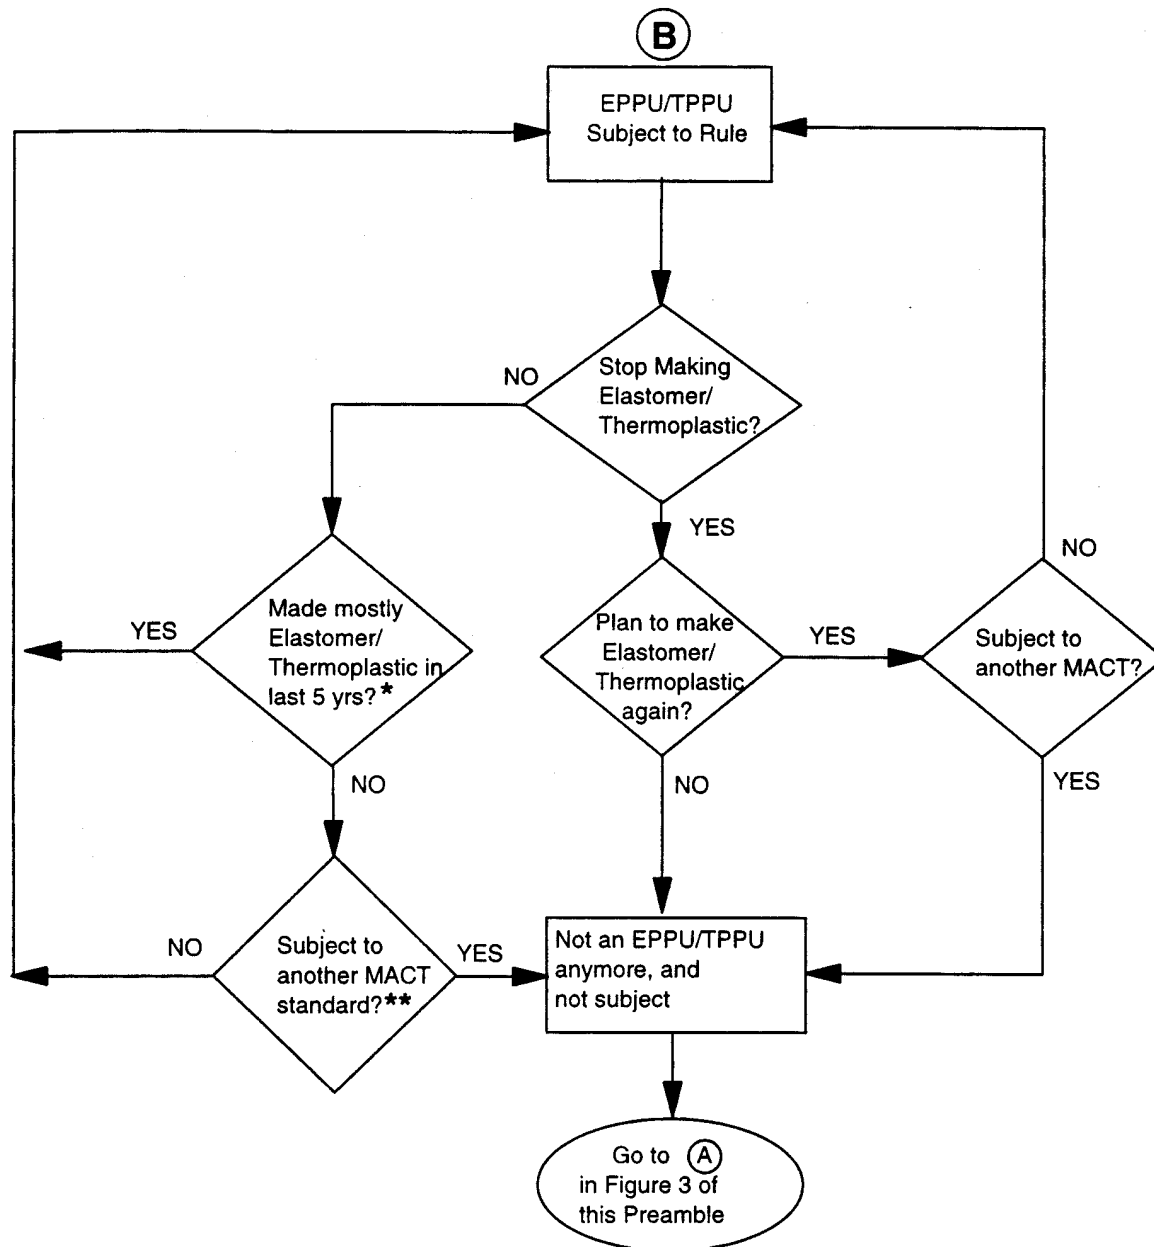 B
EPPU/TPPU
Subject to Rule
Stop Making
Elastomer/
Thermoplastic?
NO
YES
Made mostly
Elastomer/
Thermoplastic in
last 5 yrs?*
YES
NO
Plan to make
Elastomer/
Thermoplastic
again?
YES
NO
Subject to
another MACT?
NO
YES
Subject to
another MACT
standard?**
NO
YES
Not an EPPU/TPPU
anymore, and
not subject
Go to A
in Figure 3 of
this Preamble